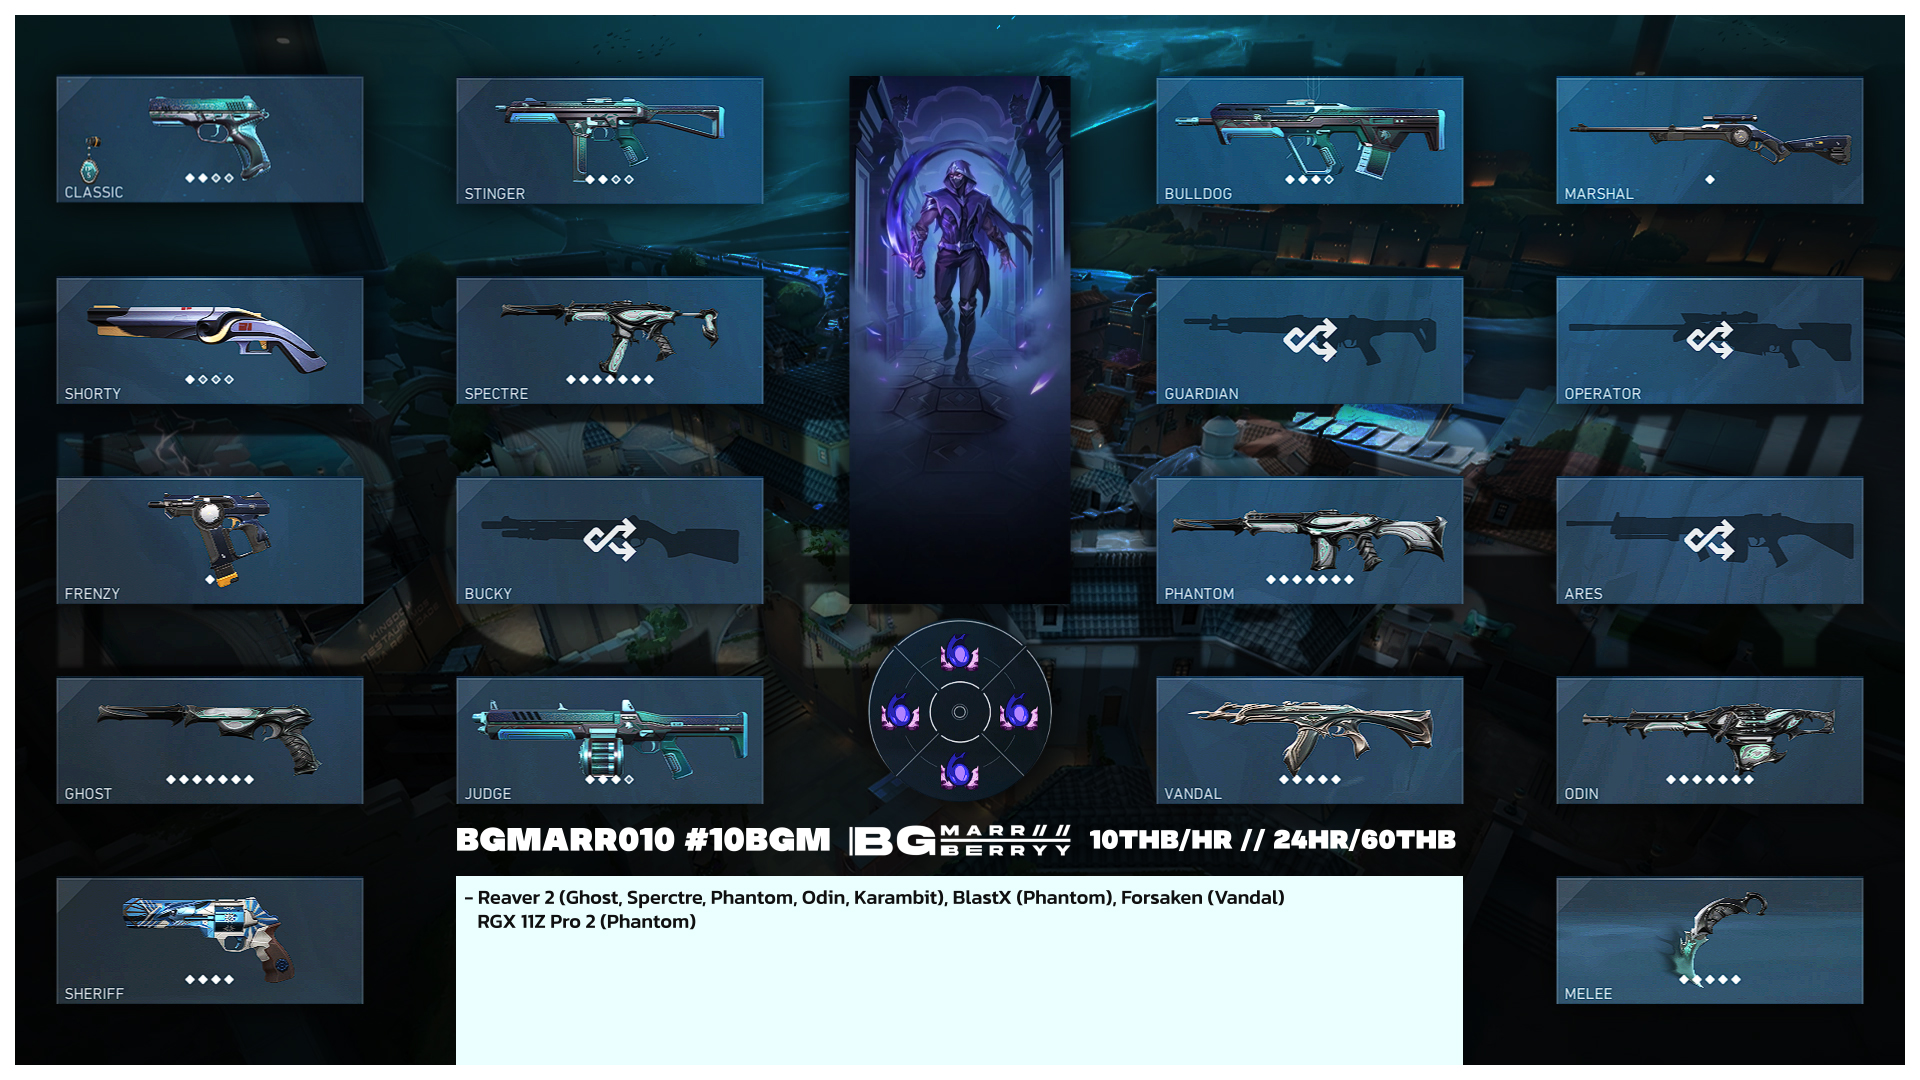 CLASSIC
STINGER
BULLDOG
MARSHAL
SHORTY
SPECTRE
GUARDIAN
OPERATOR
FRENZY
BUCKY
PHANTOM
ARES
GHOST
JUDGE
VANDAL
ODIN
BGMARR010 #10BGM
BG MARR// //
BERRYY
10THB/HR // 24HR/60THB
SHERIFF
- Reaver 2 (Ghost, Sperctre, Phantom, Odin, Karambit), BlastX (Phantom), Forsaken (Vandal)
RGX 11Z Pro 2 (Phantom)
MELEE